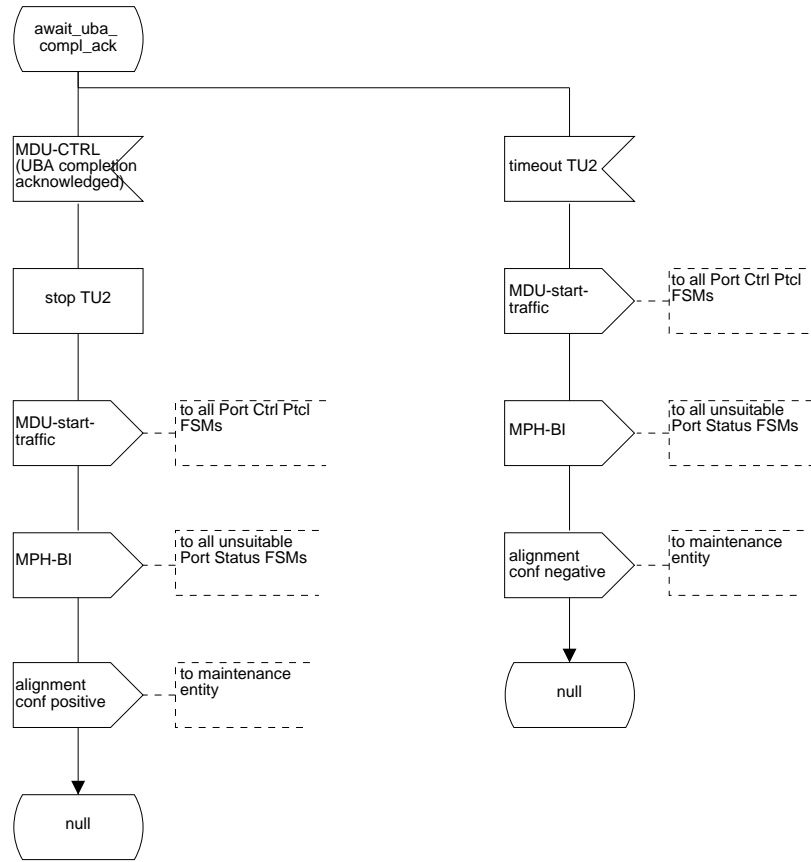 await_uba_
compl_ack
MDU-CTRL
(UBA completion
acknowledged)
stop TU2
MDU-start-
traffic
to all Port Ctrl Ptcl
FSMs
MPH-BI
to all unsuitable
Port Status FSMs
alignment
conf positive
to maintenance
entity
null
timeout TU2
MDU-start-
traffic
to all Port Ctrl Ptcl
FSMs
MPH-BI
to all unsuitable
Port Status FSMs
alignment
conf negative
to maintenance
entity
null